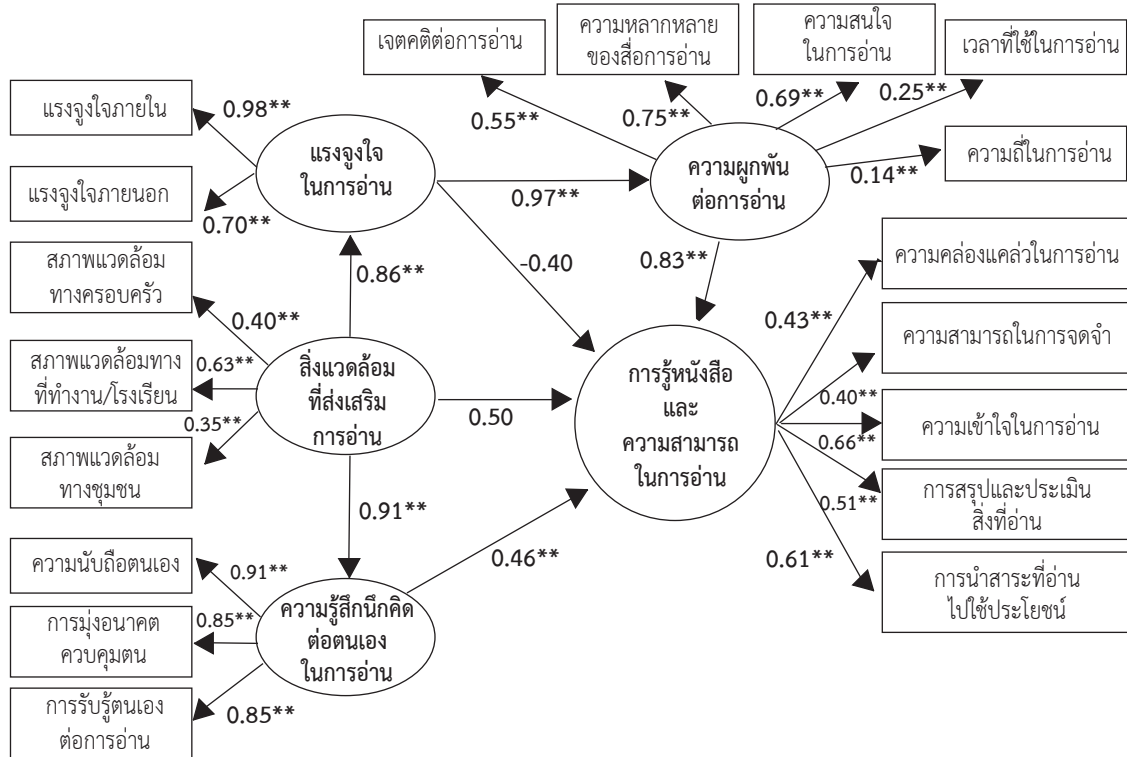 เจตคติต่อการอ่าน
ความหลากหลาย
ของสื่อการอ่าน
ความสนใจ
ในการอ่าน
เวลาที่ใช้ในการอ่าน
แรงจูงใจภายใน
0.98**
0.55**
0.75**
0.69**
0.25**
แรงจูงใจ
ในการอ่าน
ความผูกพัน
ต่อการอ่าน
ความถี่ในการอ่าน
0.14**
แรงจูงใจภายนอก
0.70**
0.97**
สภาพแวดล้อม
ทางครอบครัว
0.86**
-0.40
0.83**
ความคล่องแคล่วในการอ่าน
0.40**
0.43**
ความสามารถในการจดจำ
สภาพแวดล้อมทาง
ที่ทำงาน/โรงเรียน
0.63**
สิ่งแวดล้อม
ที่ส่งเสริม
การอ่าน
0.50
การรู้หนังสือ
และ
ความสามารถ
ในการอ่าน
0.40**
ความเข้าใจในการอ่าน
0.35**
0.66**
สภาพแวดล้อม
ทางชุมชน
0.91**
0.46**
0.51**
การสรุปและประเมิน
สิ่งที่อ่าน
0.61**
การนำสาระที่อ่าน
ไปใช้ประโยชน์
ความนับถือตนเอง
0.91**
การมุ่งอนาคต
ควบคุมตน
0.85**
ความรู้สึกนึกคิด
ต่อตนเอง
ในการอ่าน
การรับรู้ตนเอง
ต่อการอ่าน
0.85**